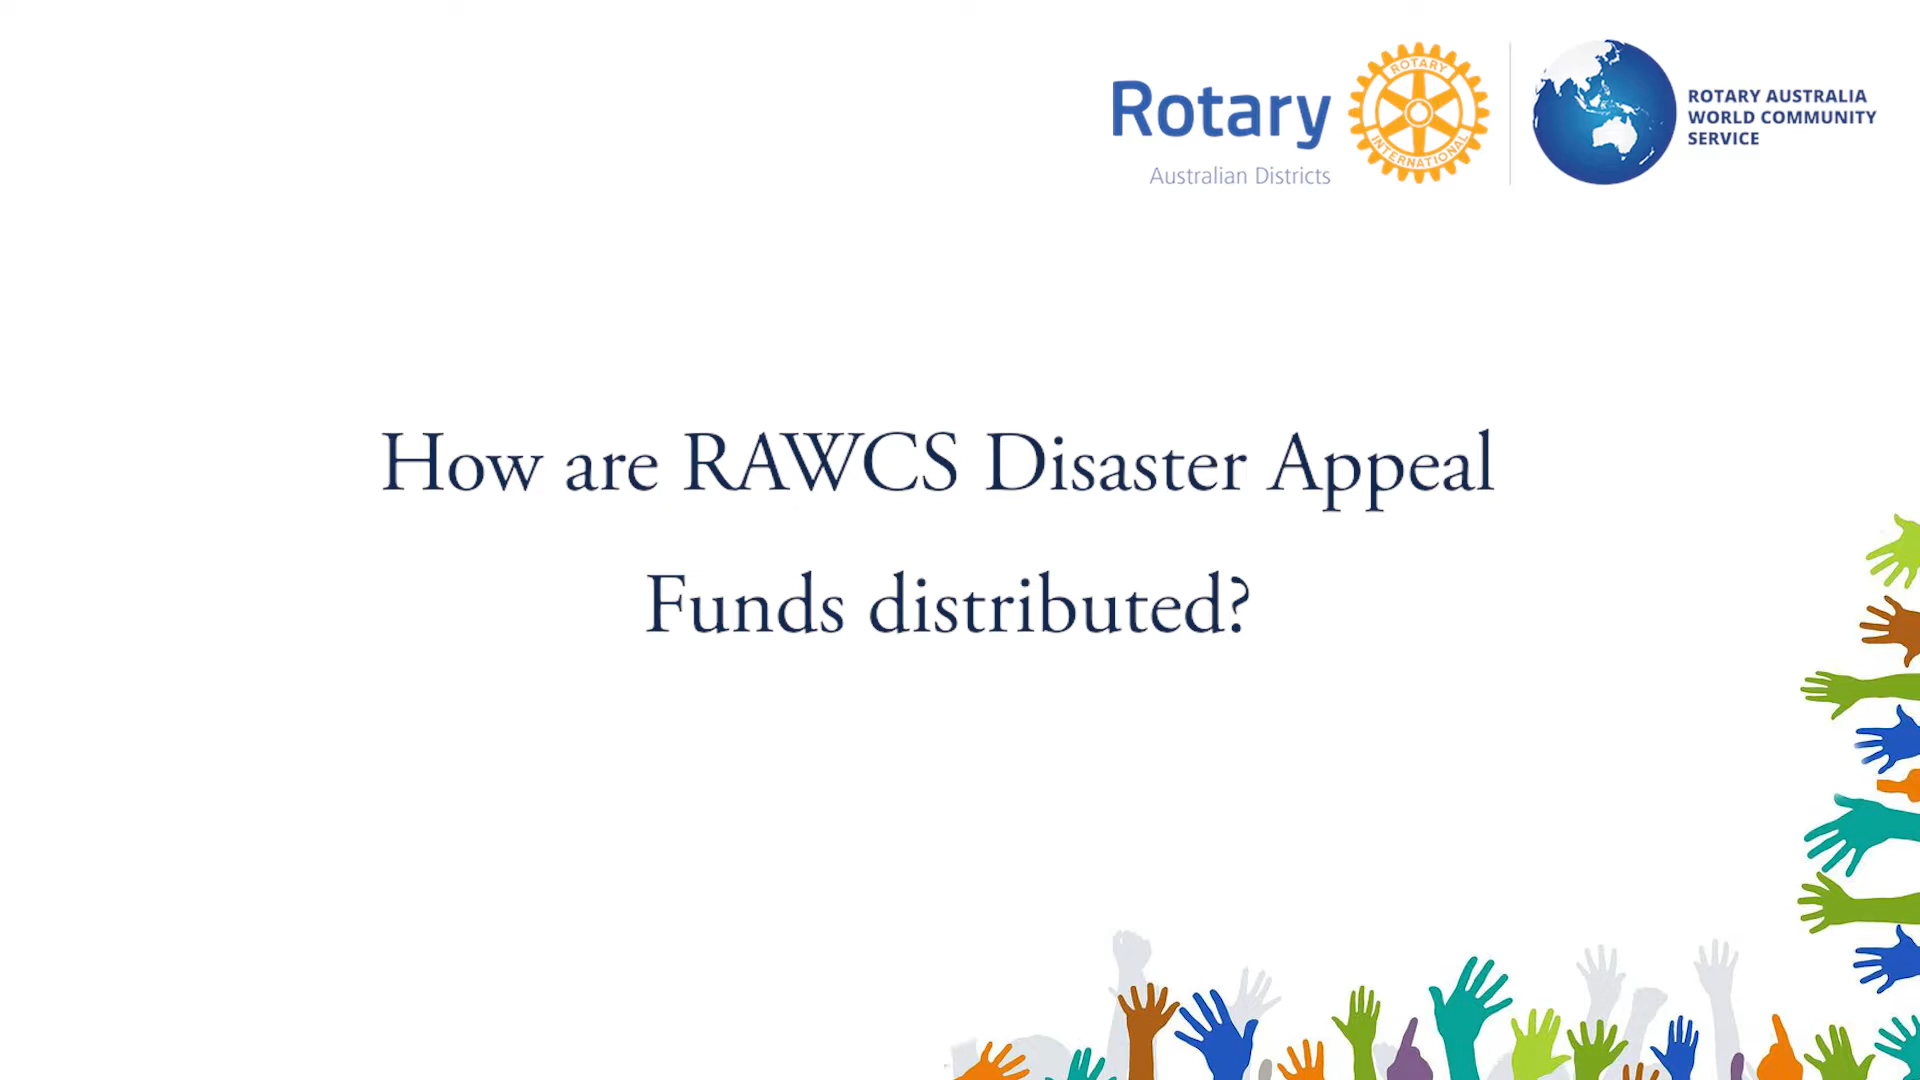 Rotary
Australian Districts
ROTARY
INTERNATIONAL
ROTARY AUSTRALIA
WORLD COMMUNITY
SERVICE
How are RAWCS Disaster Appeal
Funds distributed?